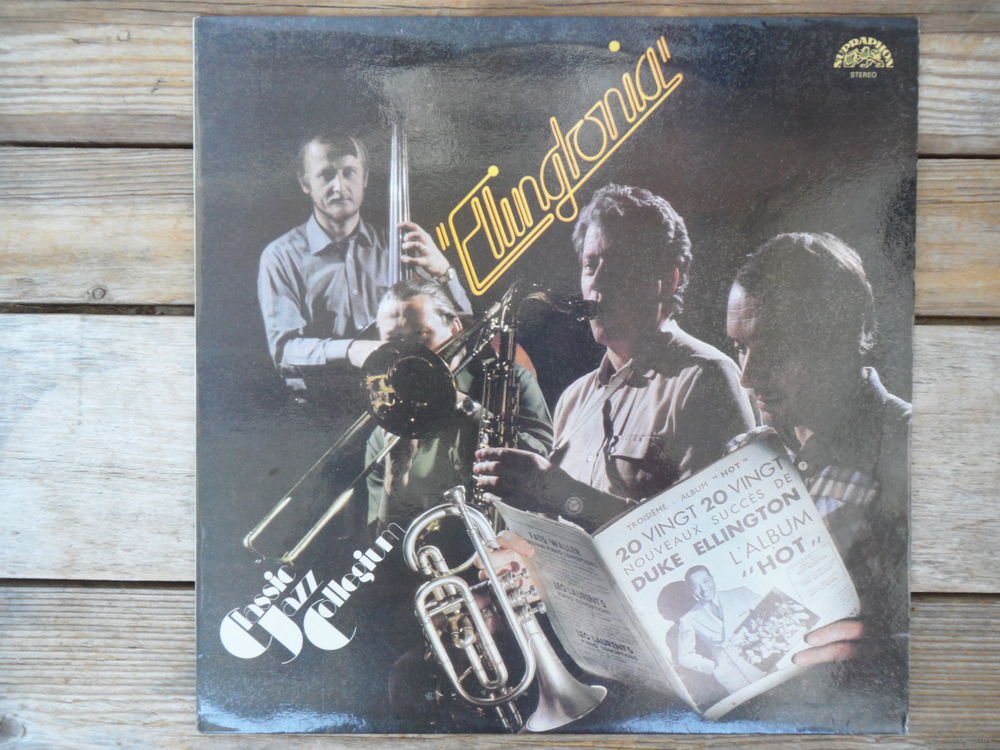 SUPRAPHON
STEREO
"Ellingtonia"
Classic
Jazz
Collegium
TROISIÈME - ALBUM "HOT"
20 VINGT 20 VINGT
NOUVEAUX SUCCÈS DE
DUKE ELLINGTON
L'ALBUM
"HOT"
FATS WALLER
LEO LAURENT'S
LEO LAURENT'S